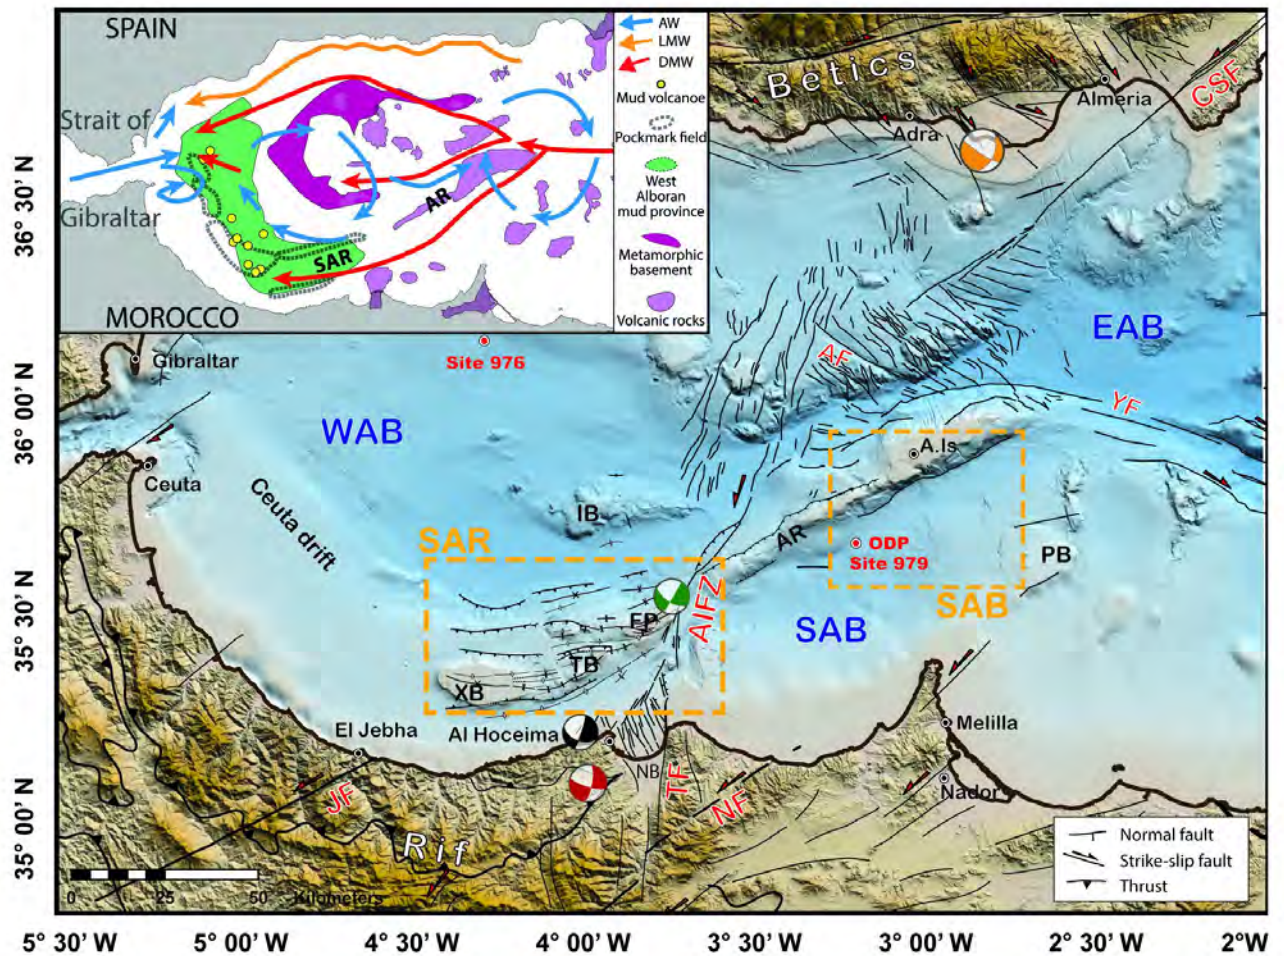 SPAIN
Strait of
Gibraltar
MOROCCO
AR
SAR
AW
LMW
DMW
Mud volcanoe
Pockmark field
West
Alboran
mud province
Metamorphic
basement
Volcanic rocks
Betics
Almeria
CSF
Adra
EAB
AF
YF
Gibraltar
Site 976
WAB
A.Is
Ceuta
Ceuta drift
IB
SAR
AR
ODP
Site 979
PB
SAB
SAB
AIFZ
FP
TB
XB
El Jebha
Al Hoceima
Melilla
NB
TF
NF
JF
Nador
Rif
Normal fault
Strike-slip fault
Thrust
0 25 50 Kilometers
36° 30' N
36° 00' N
35° 30' N
35° 00' N
5° 30' W 5° 00' W 4° 30' W 4° 00' W 3° 30' W 3° 00' W 2° 30' W 2° W